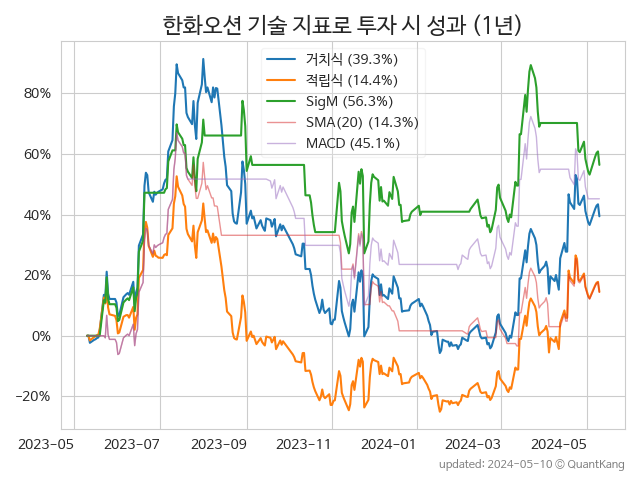 한화오션 기술 지표로 투자 시 성과 (1년)
거치식 (39.3%)
적립식 (14.4%)
SigM (56.3%)
SMA(20) (14.3%)
MACD (45.1%)
80%
60%
40%
20%
0%
−20%
2023-05 2023-07 2023-09 2023-11 2024-01 2024-03 2024-05
updated: 2024-05-10 © QuantKang